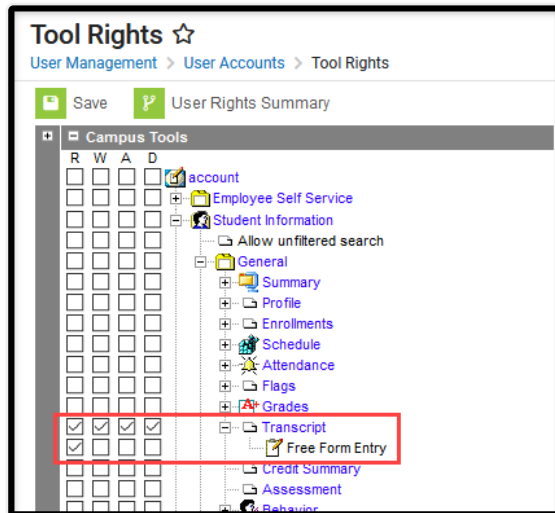 Tool Rights
User Management > User Accounts > Tool Rights
Save User Rights Summary
Campus Tools
R W A D
account
Employee Self Service
Student Information
Allow unfiltered search
General
Summary
Profile
Enrollments
Schedule
Attendance
Flags
A+ Grades
Transcript
Free Form Entry
Credit Summary
Assessment
Behavior